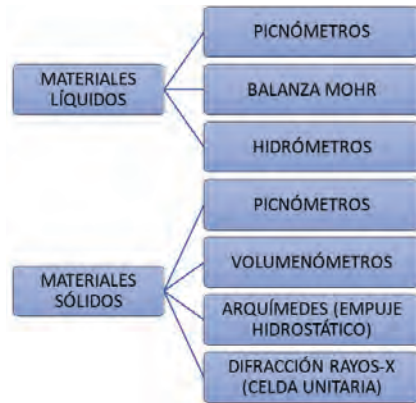 MATERIALES
LÍQUIDOS
PICNÓMETROS
BALANZA MOHR
HIDRÓMETROS
MATERIALES
SÓLIDOS
PICNÓMETROS
VOLUMENÓMETROS
ARQUÍMEDES (EMPUJE
HIDROSTÁTICO)
DIFRACCIÓN RAYOS-X
(CELDA UNITARIA)